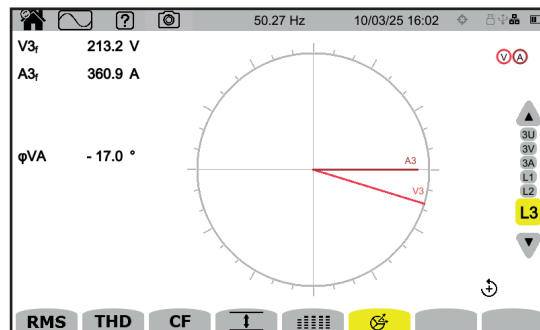 ? 50.27 Hz 10/03/25 16:02
V3f 213.2 V
A3f 360.9 A
V A
φVA - 17.0 °
A3
V3
3U
3V
3A
L1
L2
L3
+
RMS THD CF